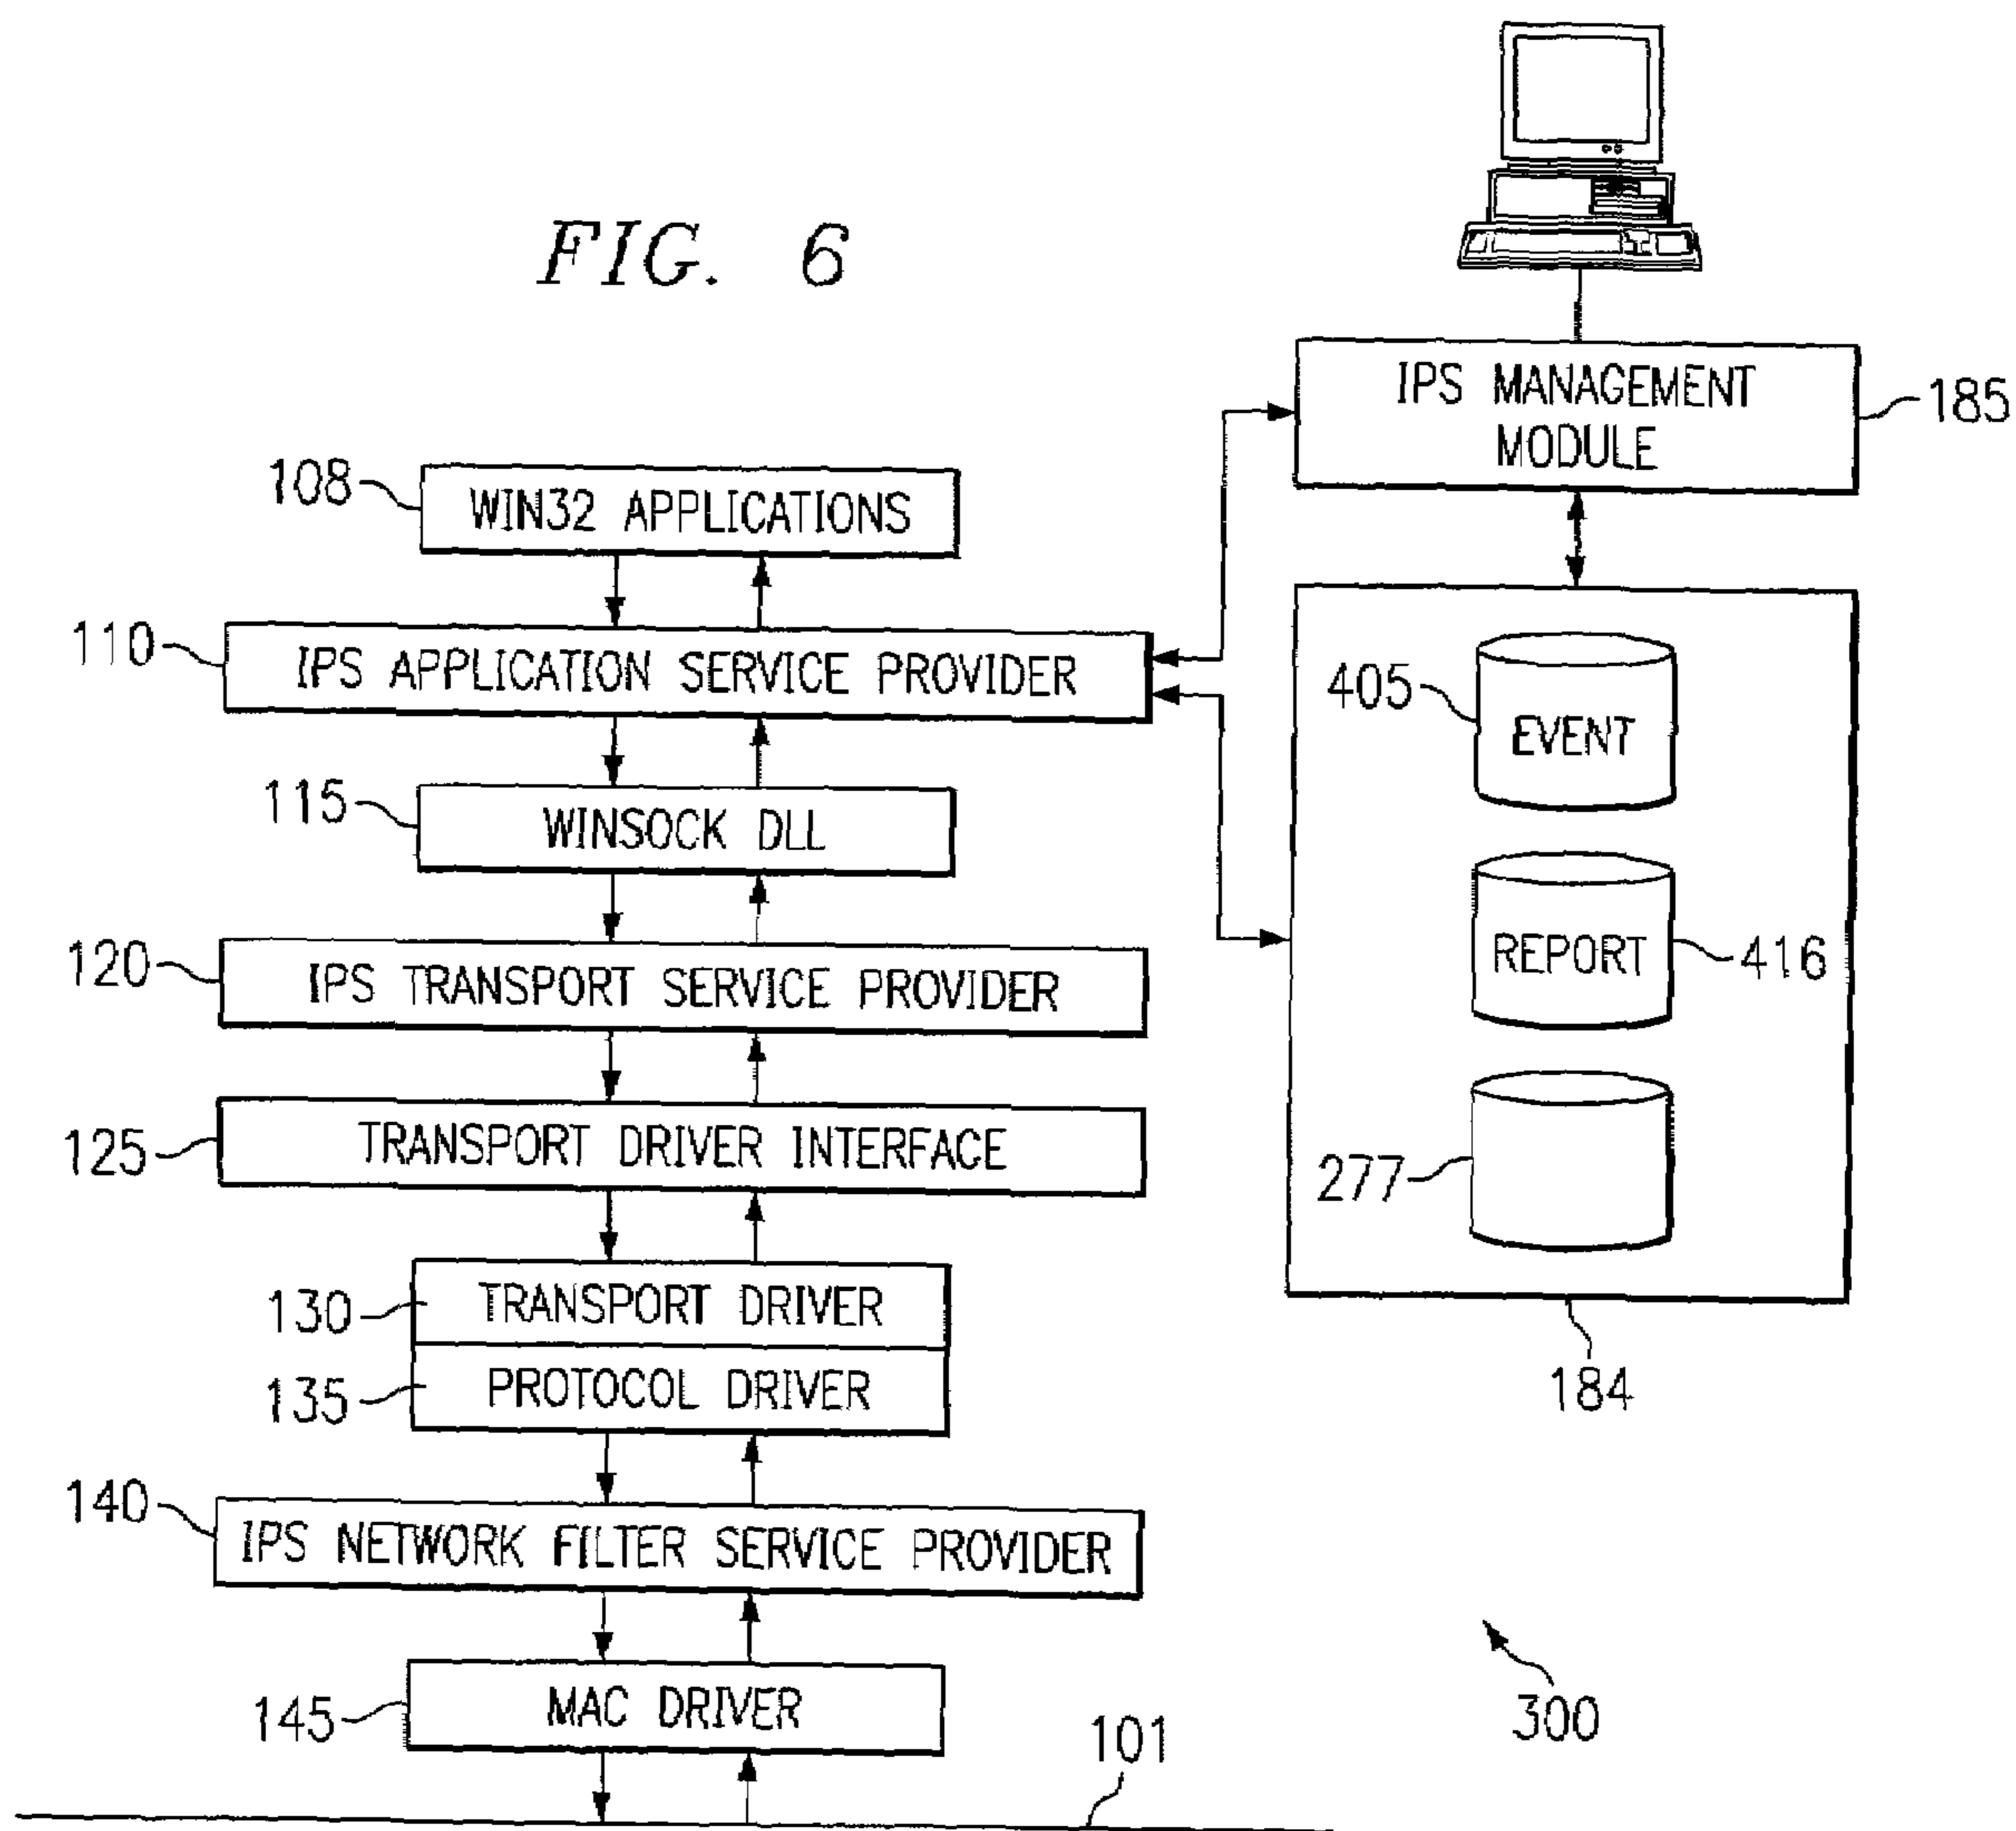 FIG. 6
IPS MANAGEMENT
MODULE
185
108
WIN32 APPLICATIONS
110
IPS APPLICATION SERVICE PROVIDER
405
EVENT
115
WINSOCK DLL
120
IPS TRANSPORT SERVICE PROVIDER
REPORT
416
125
TRANSPORT DRIVER INTERFACE
277
130
TRANSPORT DRIVER
135
PROTOCOL DRIVER
184
140
IPS NETWORK FILTER SERVICE PROVIDER
145
MAC DRIVER
300
101